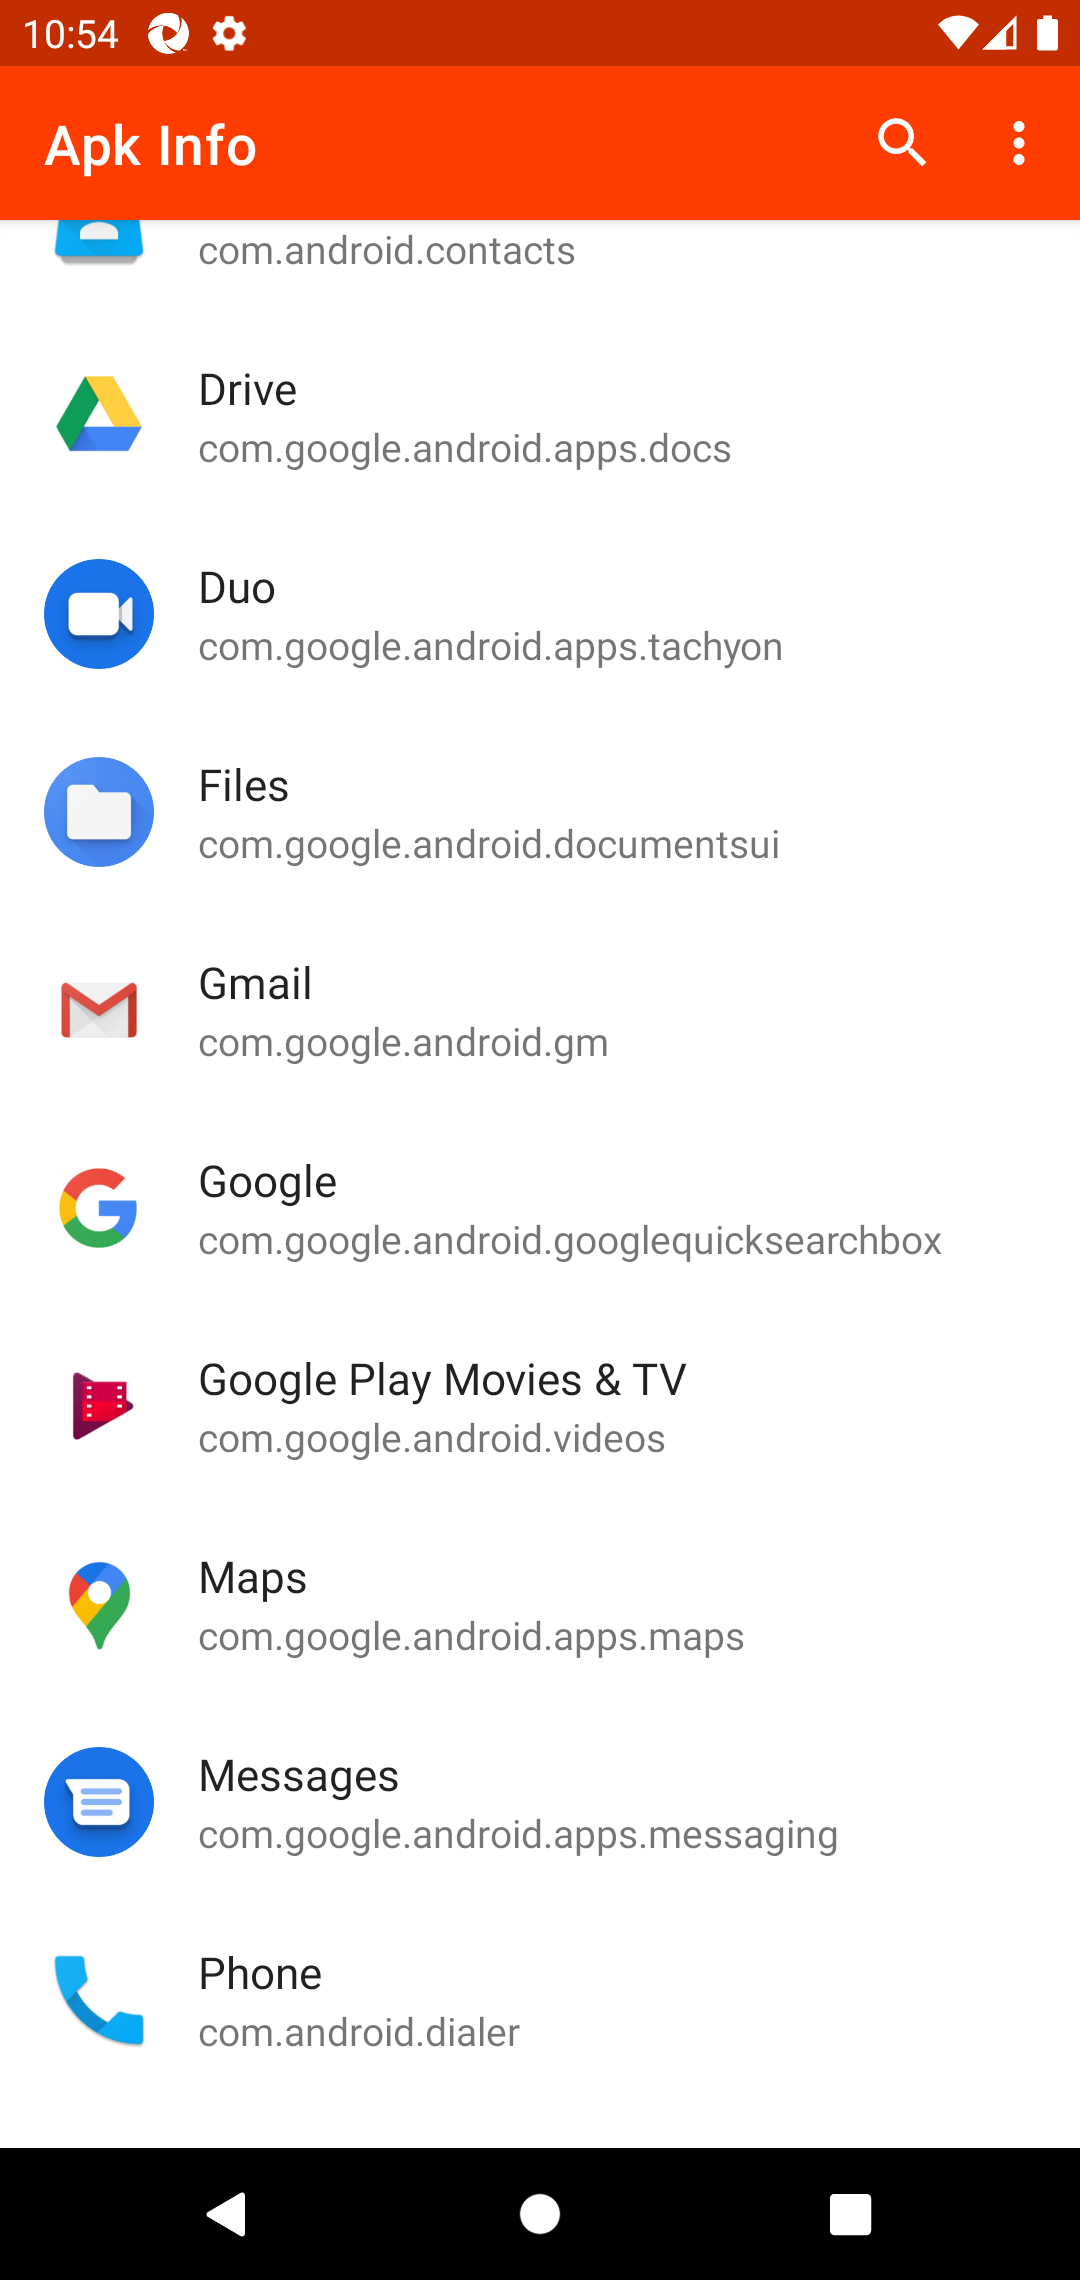 10:54
Apk Info
com.android.contacts
Drive
com.google.android.apps.docs
Duo
com.google.android.apps.tachyon
Files
com.google.android.documentsui
Gmail
com.google.android.gm
Google
com.google.android.googlequicksearchbox
Google Play Movies & TV
com.google.android.videos
Maps
com.google.android.apps.maps
Messages
com.google.android.apps.messaging
Phone
com.android.dialer